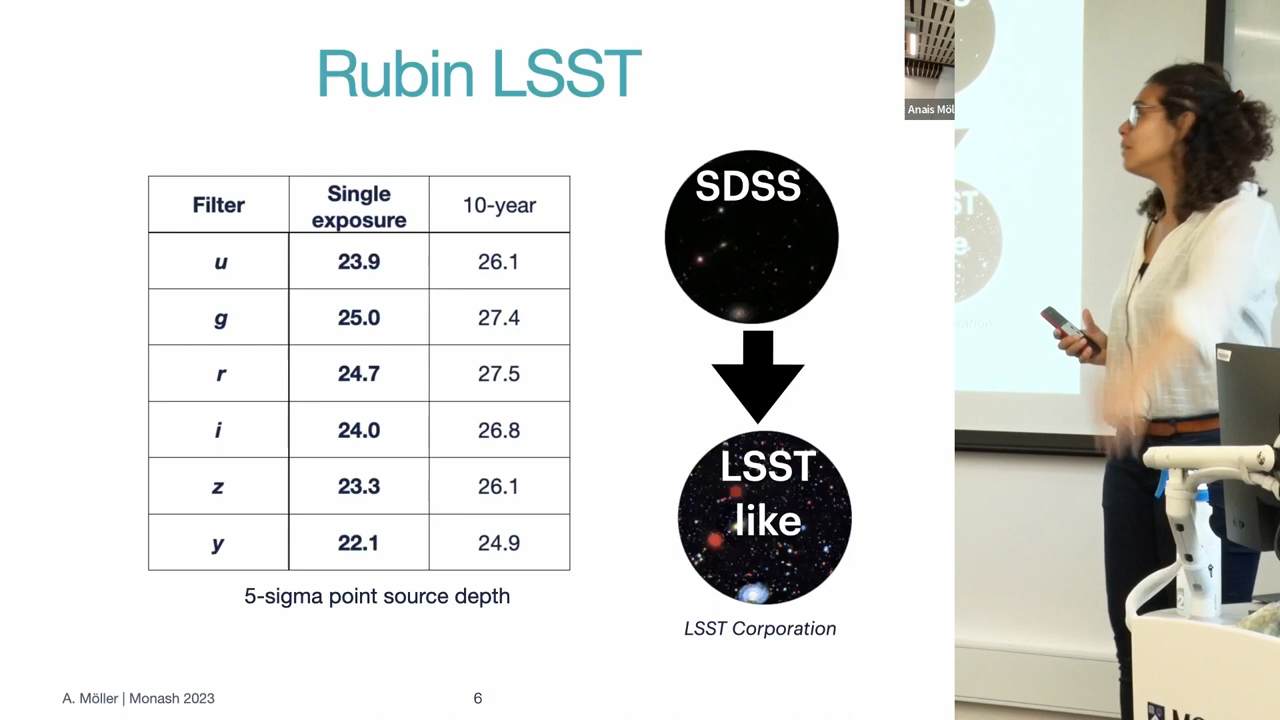 Rubin LSST
Filter Single exposure 10-year
u 23.9 26.1
g 25.0 27.4
r 24.7 27.5
i 24.0 26.8
z 23.3 26.1
y 22.1 24.9
5-sigma point source depth
SDSS
LSST
like
LSST Corporation
A. Möller | Monash 2023
6
Anais Möl